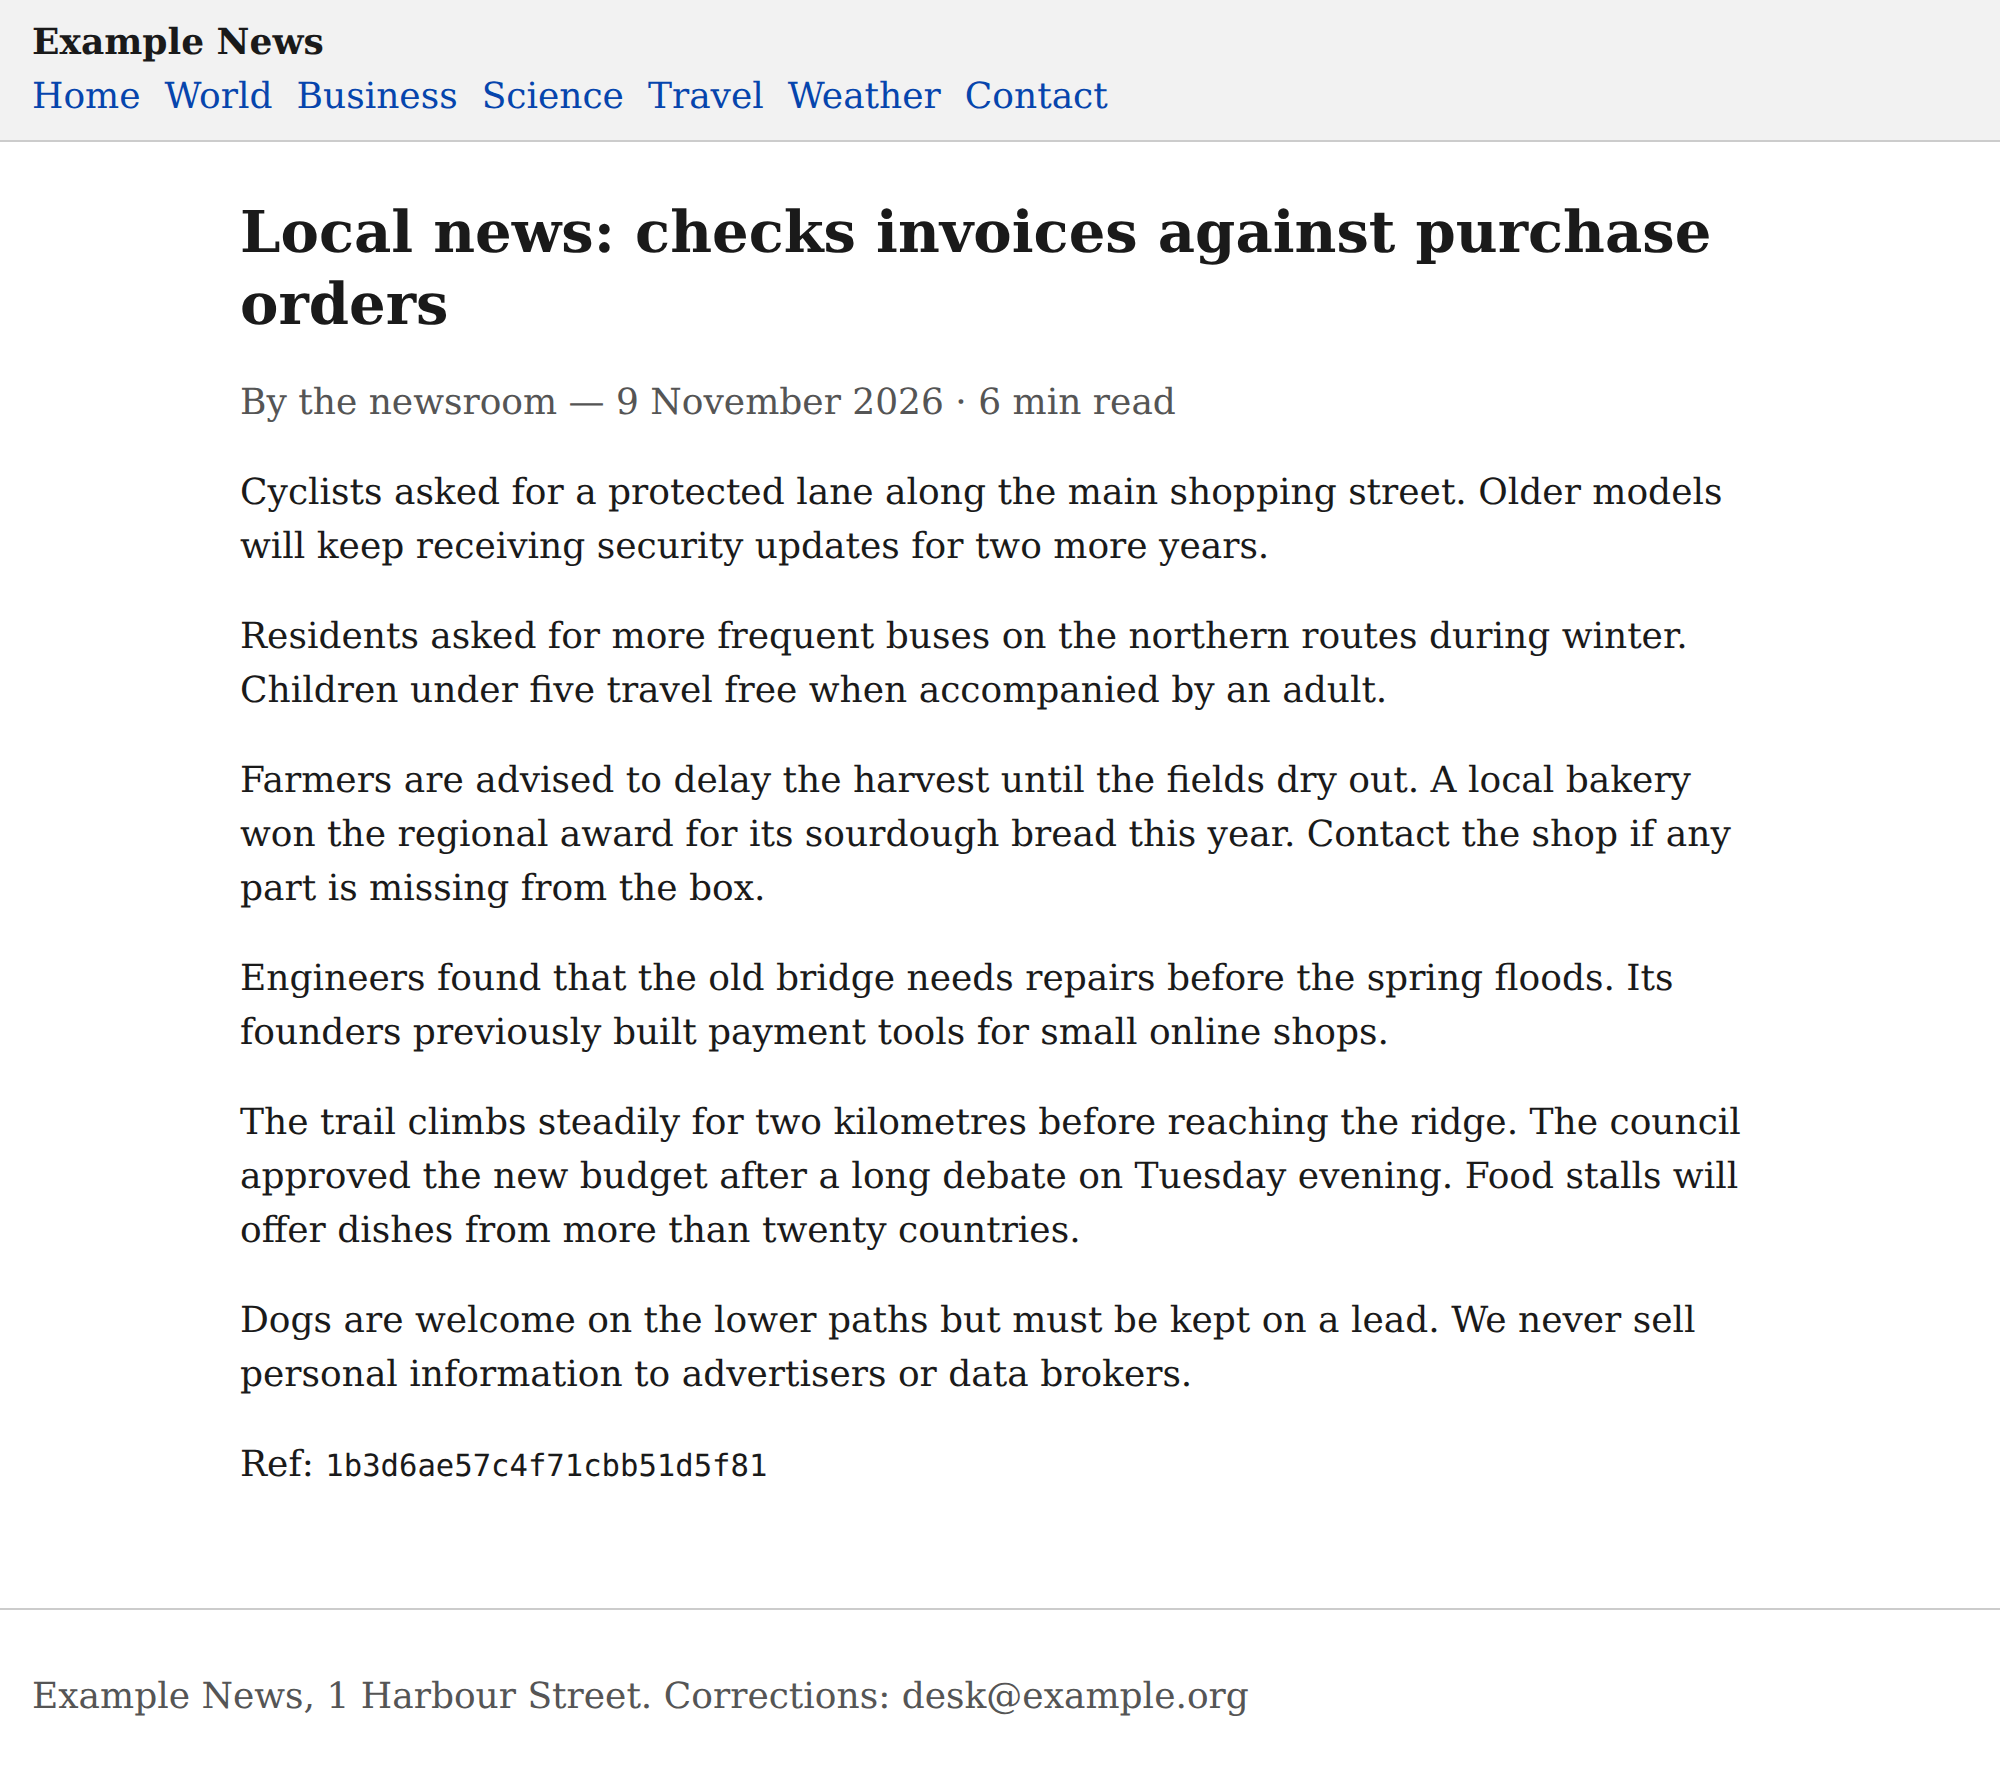 Example News
Home World Business Science Travel Weather Contact
Local news: checks invoices against purchase
orders
By the newsroom — 9 November 2026 · 6 min read
Cyclists asked for a protected lane along the main shopping street. Older models
will keep receiving security updates for two more years.
Residents asked for more frequent buses on the northern routes during winter.
Children under five travel free when accompanied by an adult.
Farmers are advised to delay the harvest until the fields dry out. A local bakery
won the regional award for its sourdough bread this year. Contact the shop if any
part is missing from the box.
Engineers found that the old bridge needs repairs before the spring floods. Its
founders previously built payment tools for small online shops.
The trail climbs steadily for two kilometres before reaching the ridge. The council
approved the new budget after a long debate on Tuesday evening. Food stalls will
offer dishes from more than twenty countries.
Dogs are welcome on the lower paths but must be kept on a lead. We never sell
personal information to advertisers or data brokers.
Ref: 1b3d6ae57c4f71cbb51d5f81
Example News, 1 Harbour Street. Corrections: desk@example.org